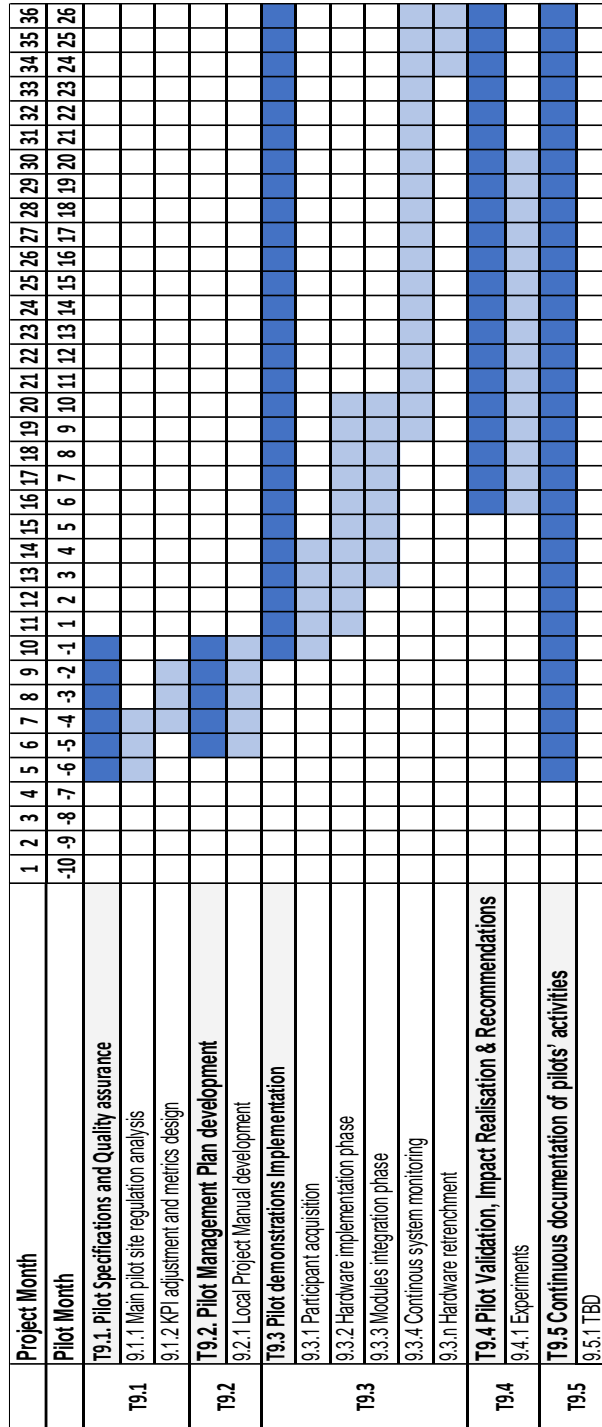 Project Month 1 2 3 4 5 6 7 8 9 10 11 12 13 14 15 16 17 18 19 20 21 22 23 24 25 26 27 28 29 30 31 32 33 34 35 36
Pilot Month -10 -9 -8 -7 -6 -5 -4 -3 -2 -1 1 2 3 4 5 6 7 8 9 10 11 12 13 14 15 16 17 18 19 20 21 22 23 24 25 26
T9.1
T9.1. Pilot Specifications and Quality assurance
9.1.1 Main pilot site regulation analysis
9.1.2 KPI adjustment and metrics design
T9.2
T9.2. Pilot Management Plan development
9.2.1 Local Project Manual development
T9.3
T9.3 Pilot demonstrations Implementation
9.3.1 Participant acquisition
9.3.2 Hardware implementation phase
9.3.3 Modules integration phase
9.3.4 Continous system monitoring
9.3.n Hardware retrenchment
T9.4
T9.4 Pilot Validation, Impact Realisation & Recommendations
9.4.1 Experiments
T9.5
T9.5 Continuous documentation of pilots’ activities
9.5.1 TBD